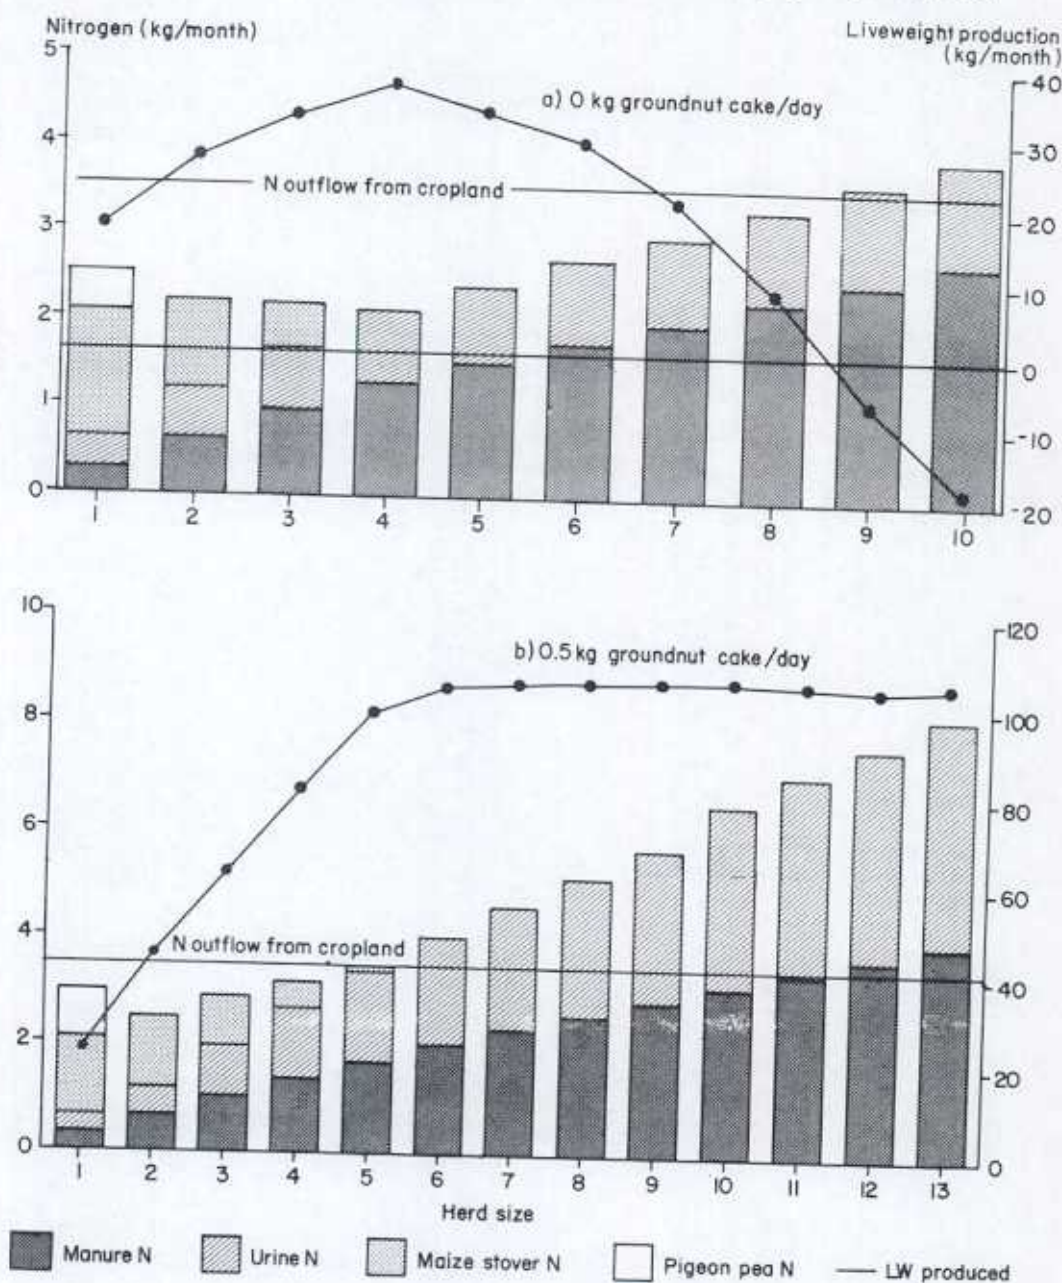 Nitrogen (kg/month)
Liveweight production
(kg/month)
5
4
3
2
1
0
40
30
20
10
0
-10
-20
a) 0 kg groundnut cake/day
N outflow from cropland
1 2 3 4 5 6 7 8 9 10
10
8
6
4
2
0
120
100
80
60
40
20
0
b) 0.5 kg groundnut cake/day
N outflow from cropland
1 2 3 4 5 6 7 8 9 10 11 12 13
Herd size
Manure N Urine N Maize stover N Pigeon pea N LW produced